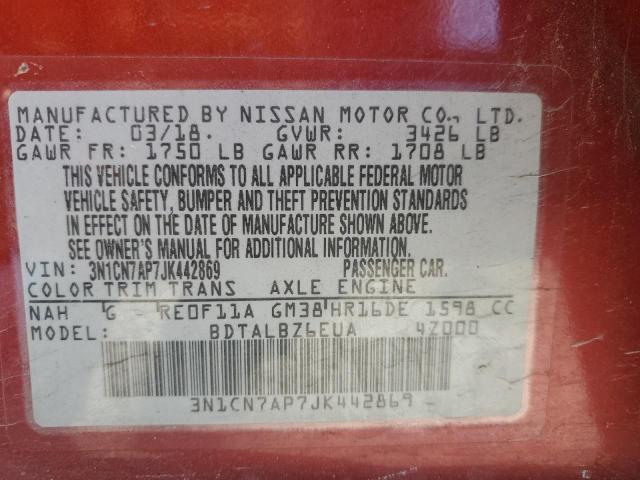 MANUFACTURED BY NISSAN MOTOR CO., LTD.
DATE: 03/18. GVWR: 3426 LB
GAWR FR: 1750 LB GAWR RR: 1708 LB
THIS VEHICLE CONFORMS TO ALL APPLICABLE FEDERAL MOTOR
VEHICLE SAFETY, BUMPER AND THEFT PREVENTION STANDARDS
IN EFFECT ON THE DATE OF MANUFACTURE SHOWN ABOVE.
SEE OWNER'S MANUAL FOR ADDITIONAL INFORMATION.
VIN: 3N1CN7AP7JK442869 PASSENGER CAR.
COLOR TRIM TRANS AXLE ENGINE
NAH G - RE0F11A GM38 HR16DE 1598 CC
MODEL: BDTALBZ6EUA 4Z000
3N1CN7AP7JK442869